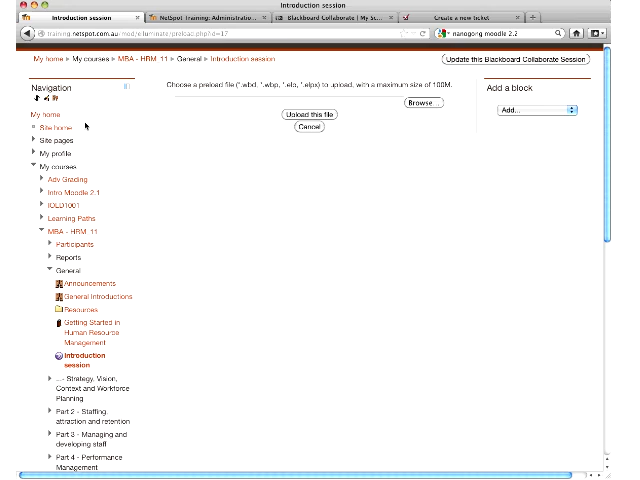 Introduction session
Introduction session
NetSpot Training: Administratio...
Blackboard Collaborate | My Sc...
Create a new ticket
training.netspot.com.au/mod/elluminate/preload.php?id=17
nanogong moodle 2.2
My home
My courses
MBA - HRM 11
General
Introduction session
Update this Blackboard Collaborate Session
Navigation
My home
Site home
Site pages
My profile
My courses
Adv Grading
Intro Moodle 2.1
IOLD1001
Learning Paths
MBA - HRM 11
Participants
Reports
General
Announcements
General Introductions
Resources
Getting Started in
Human Resource
Management
Introduction
session
...- Strategy, Vision,
Context and Workforce
Planning
Part 2 - Staffing,
attraction and retention
Part 3 - Managing and
developing staff
Part 4 - Performance
Management
Choose a preload file (*.wbd, *.wbp, *.elp, *.elpx) to upload, with a maximum size of 100M.
Browse...
Upload this file
Cancel
Add a block
Add...